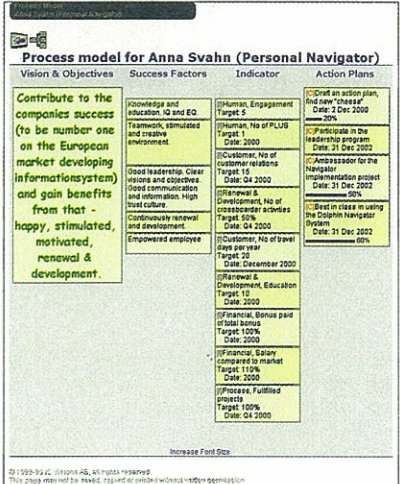 Process Model
Anna Svahn (Personal Navigator)
Process model for Anna Svahn (Personal Navigator)
Vision & Objectives
Contribute to the
companies success
(to be number one
on the European
market developing
informationsystem)
and gain benefits
from that -
happy, stimulated,
motivated,
renewal &
development.
Success Factors
Knowledge and
education, IQ and EQ.
Teamwork, stimulated
and creative
environment.
Good leadership. Clear
visions and objectives.
Good communication
and information. High
trust culture.
Continuously renewal
and development.
Empowered employee
Indicator
[I]Human, Engagement
Target: 5
[I]Human, No of PLUS
Target: 1
Date: 2000
[I]Customer, No of
customer relations
Target: 15
Date: Q4 2000
[I]Renewal &
Development, No of
crossborder activities
Target: 50%
Date: Q4 2000
[I]Customer, No of travel
days per year
Target: 20
Date: December 2000
[I]Renewal &
Development, Education
Target: 10
Date: 2000
[I]Financial, Bonus paid
of total bonus
Target: 100%
Date: 2000
[I]Financial, Salary
compared to market
Target: 110%
Date: 2000
[I]Process, Fulfilled
projects
Target: 100%
Date: Q4 2000
Action Plans
[C]Draft an action plan,
find new "cheese"
Date: 2 Dec 2000
20%
[C]Participate in the
leadership program
Date: 31 Dec 2002
[C]Ambassador for the
Navigator
implementation project
Date: 31 Dec 2002
50%
[C]Best in class in using
the Dolphin Navigator
System
Date: 31 Dec 2002
60%
Increase Font Size
AS, All rights reserved.
This page may not be saved, copied or printed without written permission